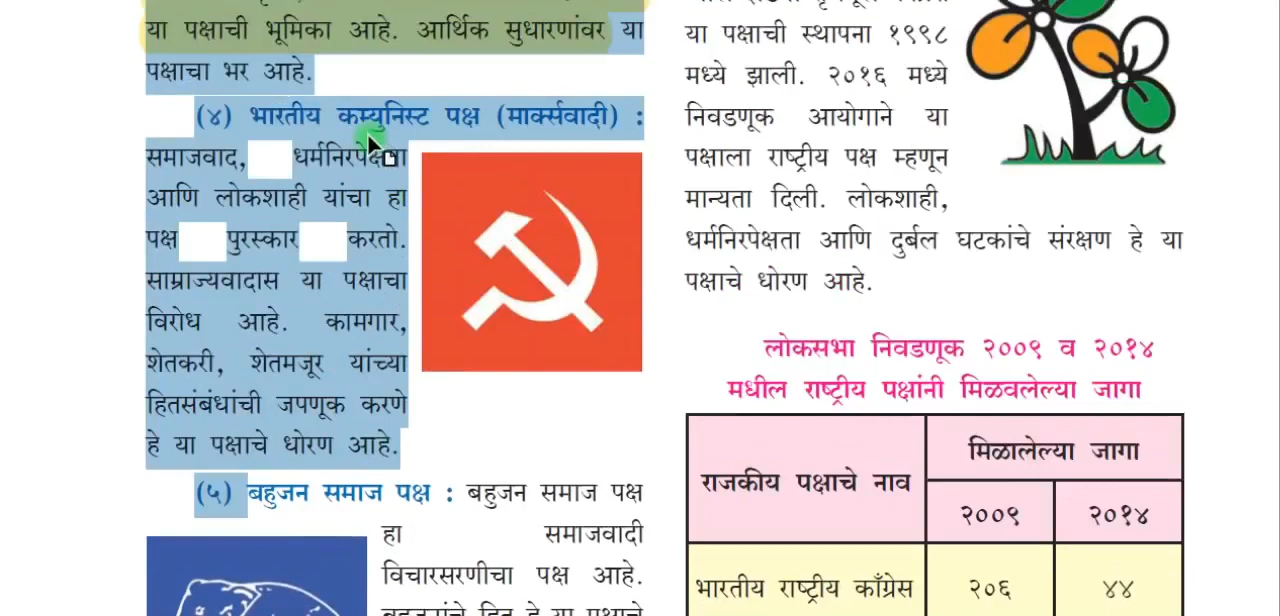 या पक्षाची भूमिका आहे. आर्थिक सुधारणांवर या
पक्षाचा भर आहे.
(४) भारतीय कम्युनिस्ट पक्ष (मार्क्सवादी) :
समाजवाद, धर्मनिरपेक्षता
आणि लोकशाही यांचा हा
पक्ष पुरस्कार करतो.
साम्राज्यवादास या पक्षाचा
विरोध आहे. कामगार,
शेतकरी, शेतमजूर यांच्या
हितसंबंधांची जपणूक करणे
हे या पक्षाचे धोरण आहे.
(५) बहुजन समाज पक्ष : बहुजन समाज पक्ष
हा समाजवादी
विचारसरणीचा पक्ष आहे.
या पक्षाची स्थापना १९९८
मध्ये झाली. २०१६ मध्ये
निवडणूक आयोगाने या
पक्षाला राष्ट्रीय पक्ष म्हणून
मान्यता दिली. लोकशाही,
धर्मनिरपेक्षता आणि दुर्बल घटकांचे संरक्षण हे या
पक्षाचे धोरण आहे.
लोकसभा निवडणूक २००९ व २०१४
मधील राष्ट्रीय पक्षांनी मिळवलेल्या जागा
राजकीय पक्षाचे नाव
मिळालेल्या जागा
२००९ २०१४
भारतीय राष्ट्रीय काँग्रेस २०६ ४४